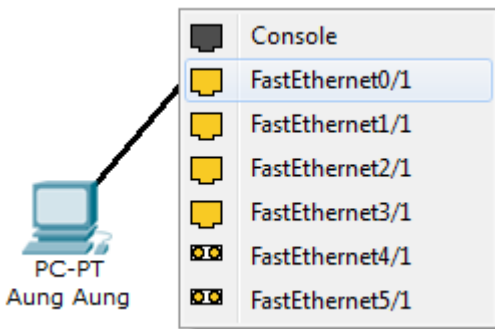 Console
FastEthernet0/1
FastEthernet1/1
FastEthernet2/1
FastEthernet3/1
FastEthernet4/1
FastEthernet5/1
PC-PT
Aung Aung